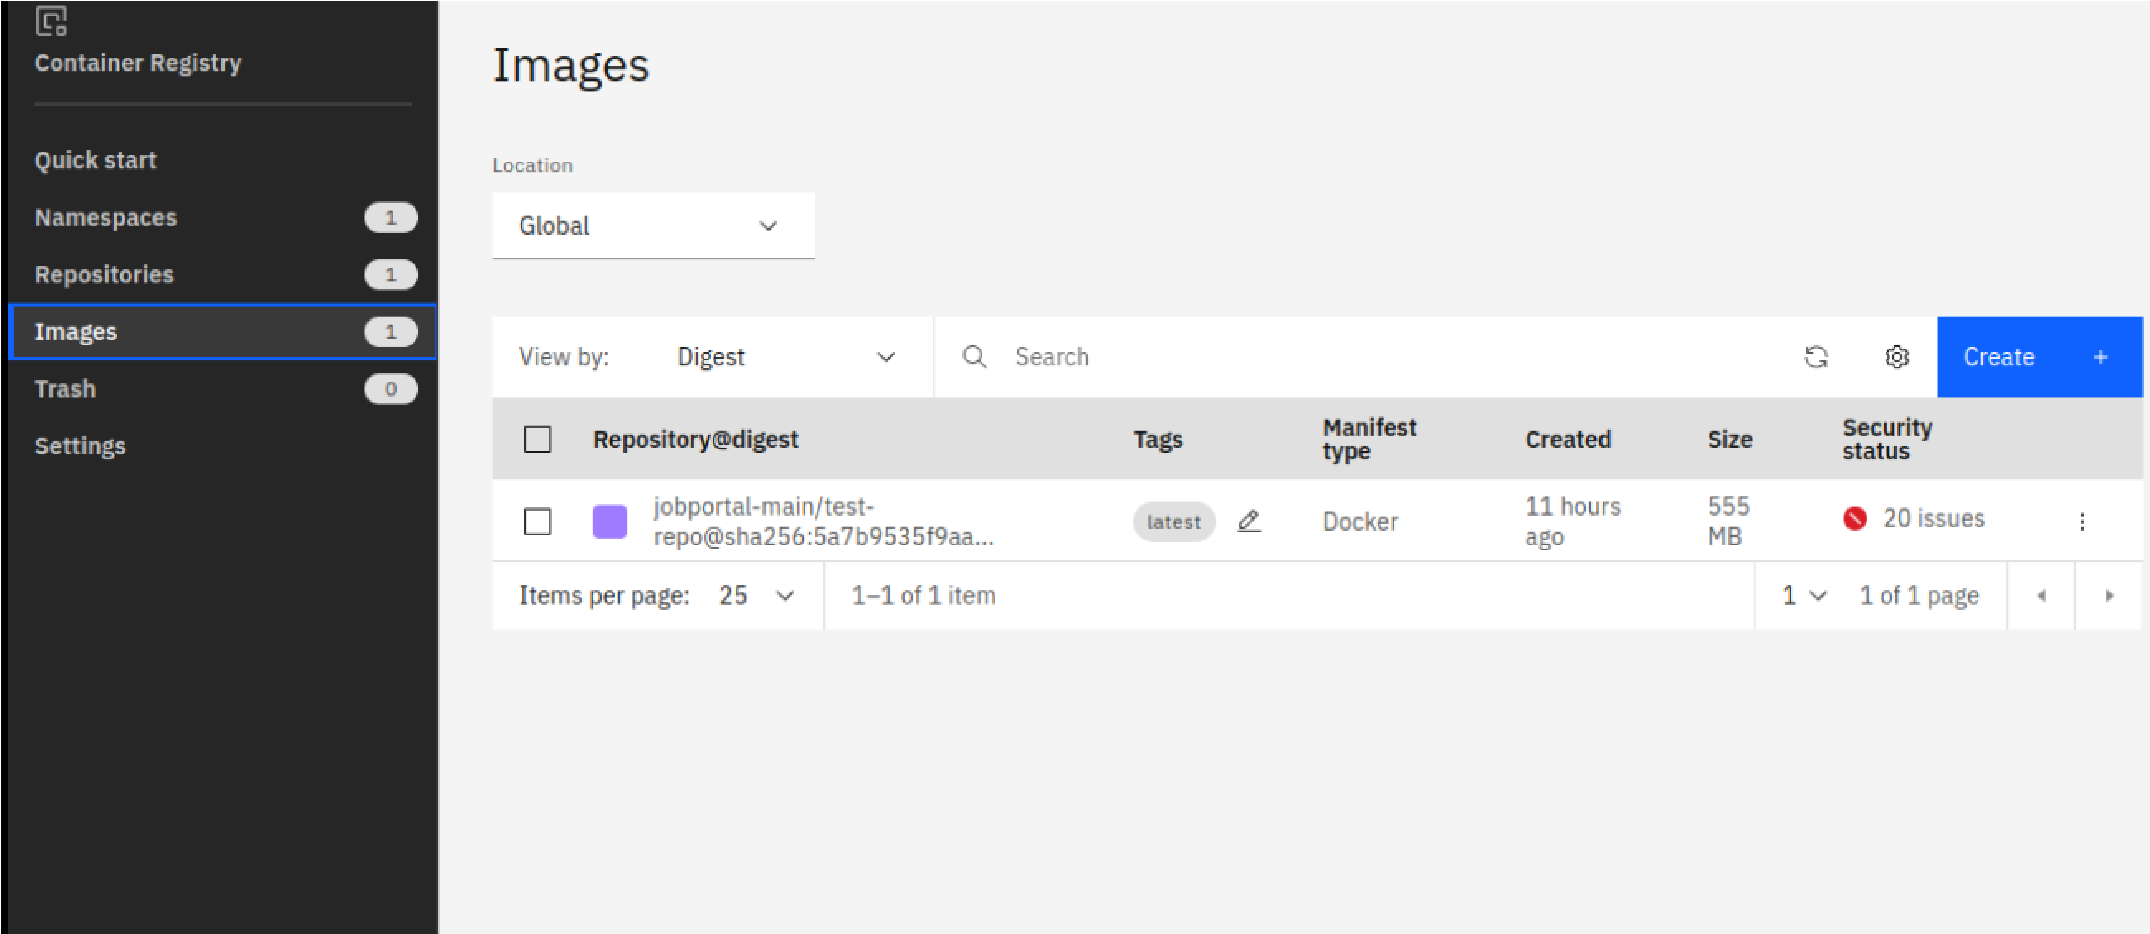 Container Registry
Quick start
Namespaces 1
Repositories 1
Images 1
Trash 0
Settings
Images
Location
Global
View by: Digest Search Create +
Repository@digest Tags Manifest type Created Size Security status
jobportal-main/test-
repo@sha256:5a7b9535f9aa...
latest
Docker
11 hours
ago
555
MB
20 issues
Items per page: 25 1–1 of 1 item 1 1 of 1 page